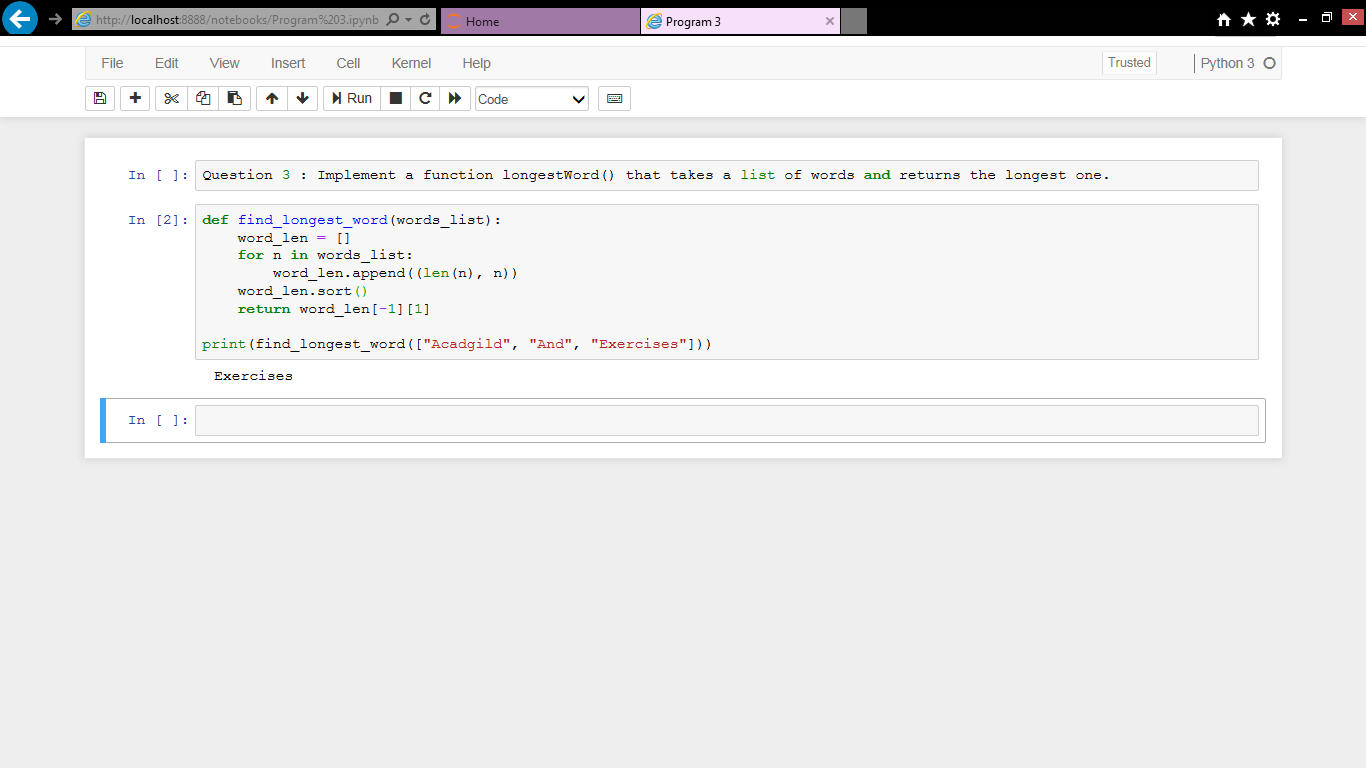 http://localhost:8888/notebooks/Program%203.ipynb
Home
Program 3
File Edit View Insert Cell Kernel Help
Trusted
Python 3
Run
Code
In [ ]: Question 3 : Implement a function longestWord() that takes a list of words and returns the longest one.
In [2]: def find_longest_word(words_list):
    word_len = []
    for n in words_list:
        word_len.append((len(n), n))
    word_len.sort()
    return word_len[-1][1]
print(find_longest_word(["Acadgild", "And", "Exercises"]))
Exercises
In [ ]: